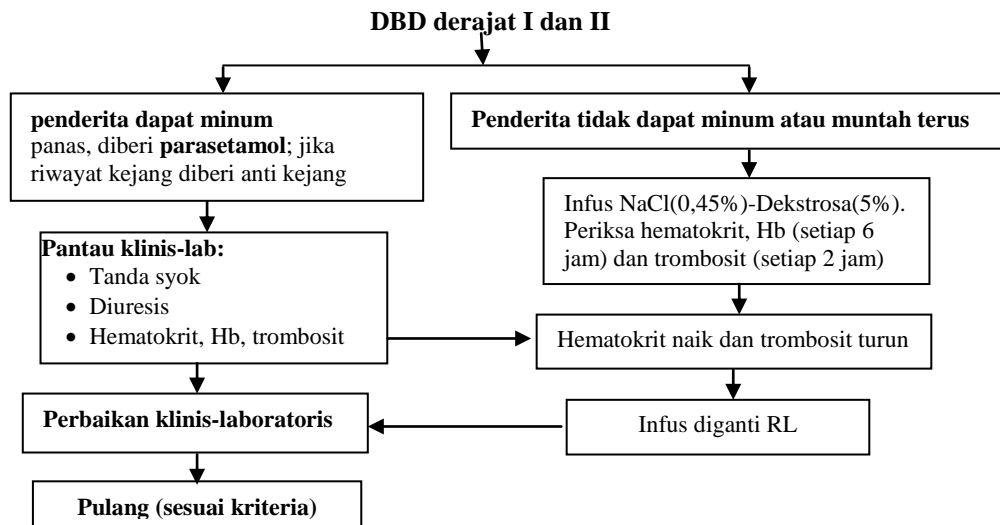 DBD derajat I dan II
penderita dapat minum
panas, diberi parasetamol; jika
riwayat kejang diberi anti kejang
Penderita tidak dapat minum atau muntah terus
Infus NaCl(0,45%)-Dekstrosa(5%).
Periksa hematokrit, Hb (setiap 6
jam) dan trombosit (setiap 2 jam)
Pantau klinis-lab:
• Tanda syok
• Diuresis
• Hematokrit, Hb, trombosit
Hematokrit naik dan trombosit turun
Perbaikan klinis-laboratoris
Infus diganti RL
Pulang (sesuai kriteria)